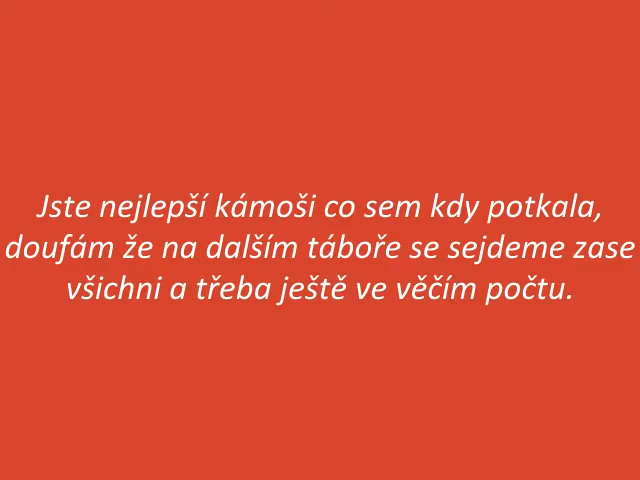 Jste nejlepší kámoši co sem kdy potkala,
doufám že na dalším táboře se sejdeme zase
všichni a třeba ještě ve věčím počtu.